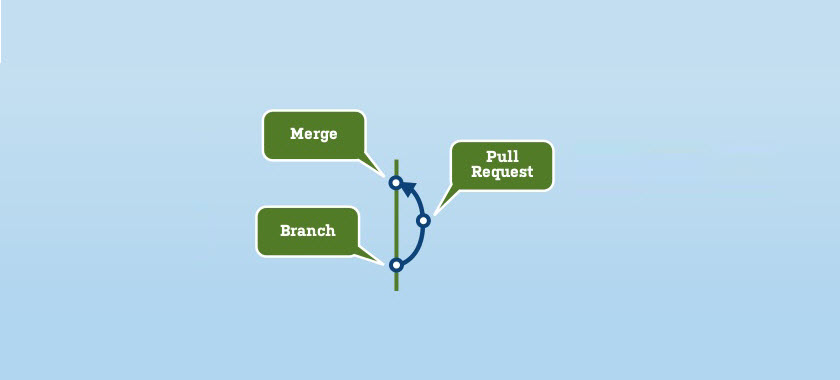 Merge
Pull
Request
Branch